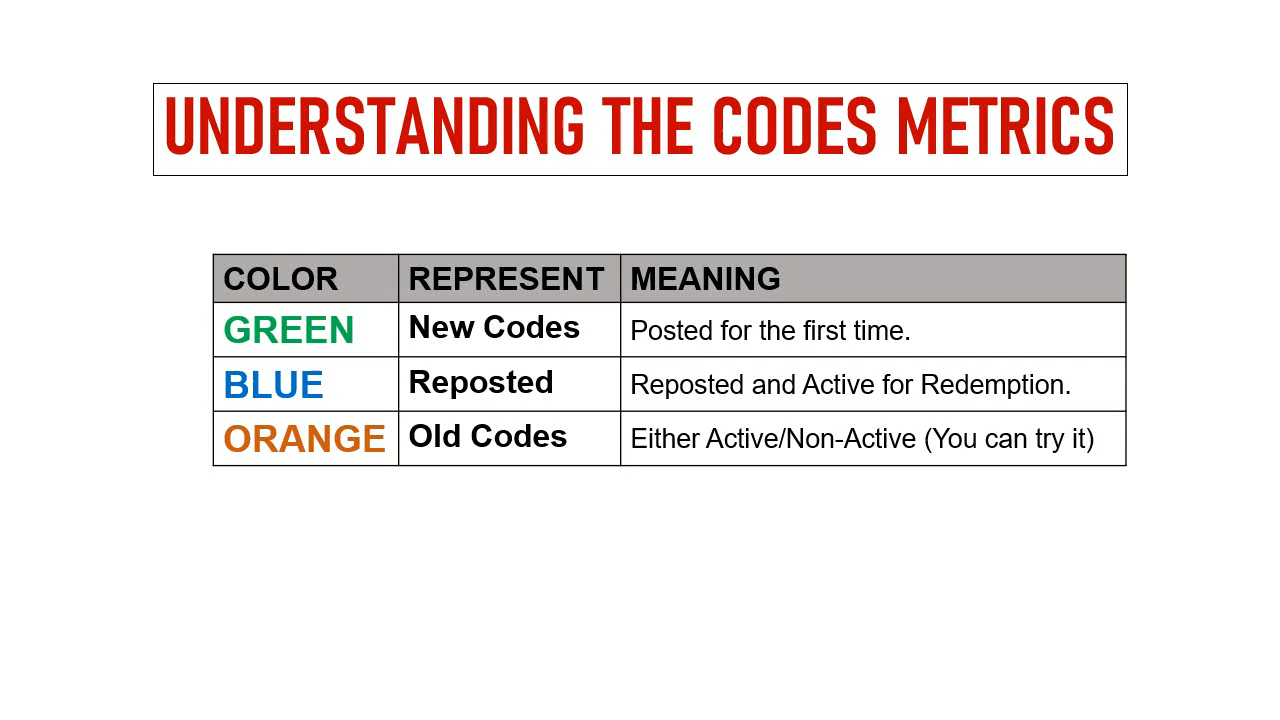 UNDERSTANDING THE CODES METRICS
COLOR REPRESENT MEANING
GREEN New Codes Posted for the first time.
BLUE Reposted Reposted and Active for Redemption.
ORANGE Old Codes Either Active/Non-Active (You can try it)